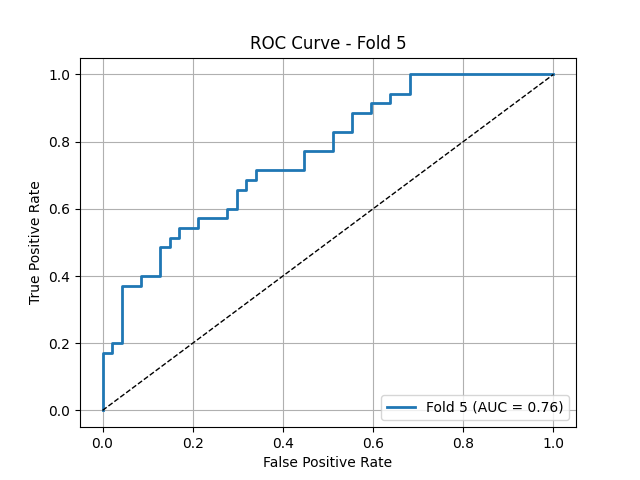 ROC Curve - Fold 5
True Positive Rate
1.0
0.8
0.6
0.4
0.2
0.0
0.0 0.2 0.4 0.6 0.8 1.0
False Positive Rate
Fold 5 (AUC = 0.76)